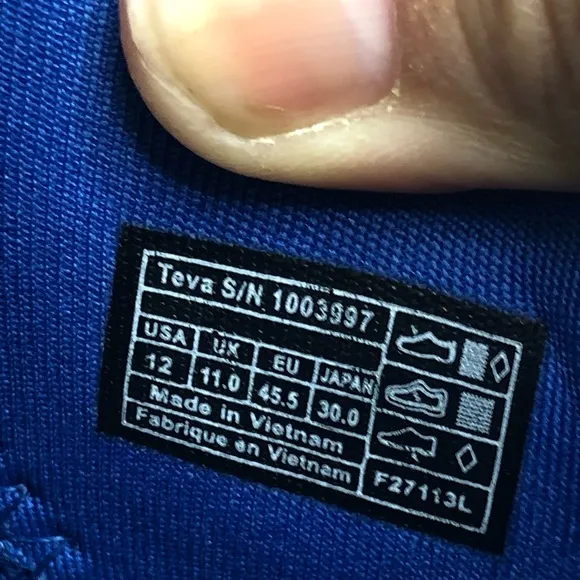 Teva S/N 1003997
USA UK EU JAPAN
12 11.0 45.5 30.0
Made in Vietnam
Fabrique en Vietnam
F27113L